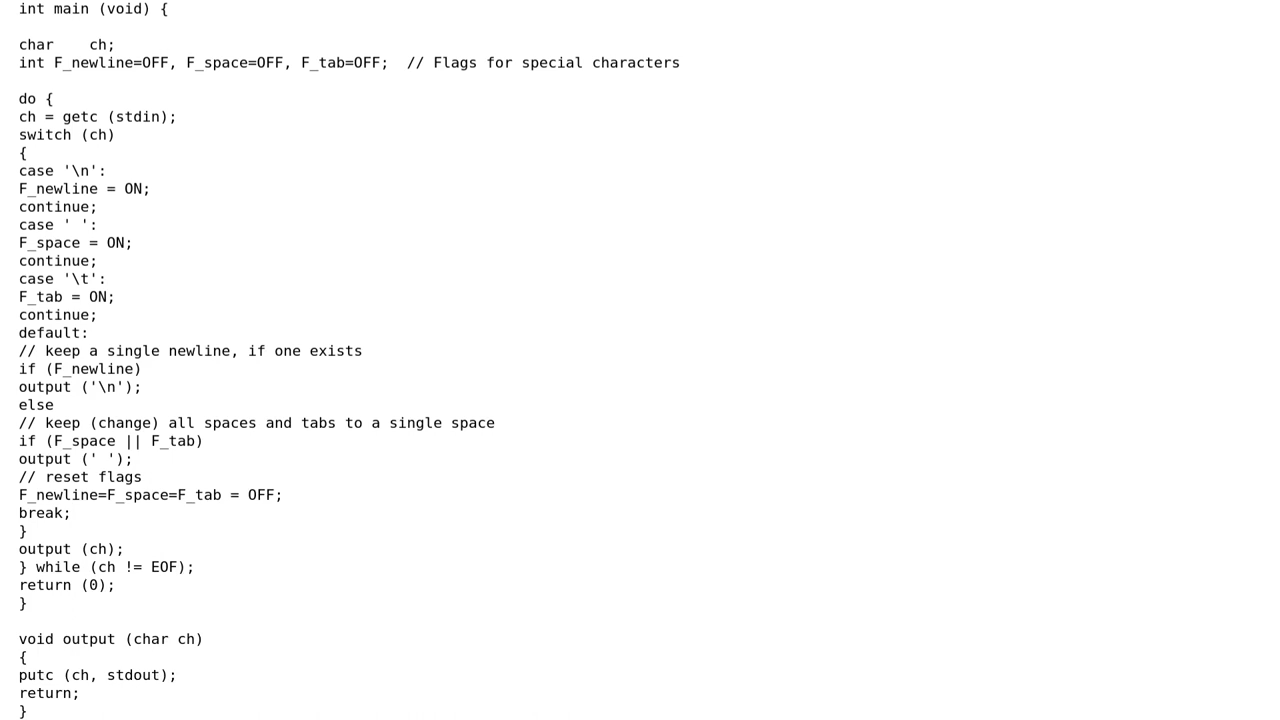 int main (void) {
char    ch;
int F_newline=OFF, F_space=OFF, F_tab=OFF;  // Flags for special characters
do {
ch = getc (stdin);
switch (ch)
{
case '\n':
F_newline = ON;
continue;
case ' ':
F_space = ON;
continue;
case '\t':
F_tab = ON;
continue;
default:
// keep a single newline, if one exists
if (F_newline)
output ('\n');
else
// keep (change) all spaces and tabs to a single space
if (F_space || F_tab)
output (' ');
// reset flags
F_newline=F_space=F_tab = OFF;
break;
}
output (ch);
} while (ch != EOF);
return (0);
}
void output (char ch)
{
putc (ch, stdout);
return;
}